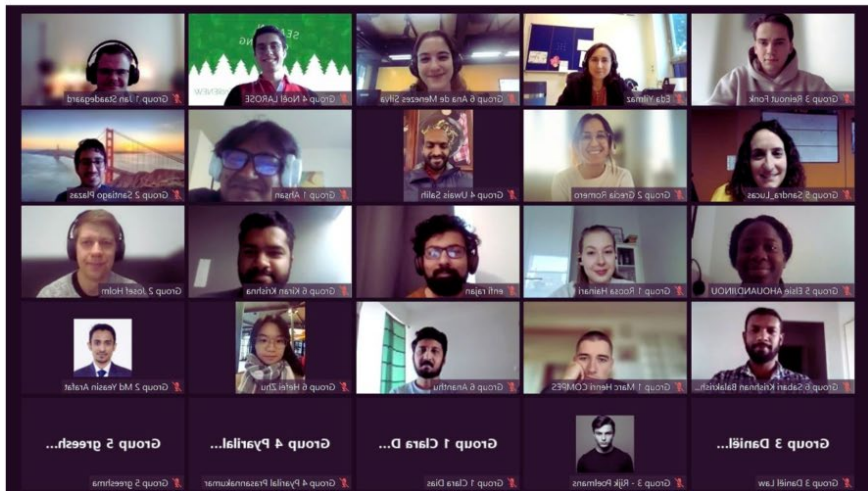 Group 1 Jan Staadegaard
Group 4 Noël LAROSE
Group 6 Ana de Menezes Silva
Eda Yilmaz
Group 3 Reinout Fonk
Group 2 Santiago Plazas
Group 1 Ahsan
Group 4 Uwais Salih
Group 2 Grecia Romero
Group 5 Sandra_Lucas
Group 2 Josef Holm
Group 6 Kiran Krishna
enfi rajan
Group 1 Roosa Hainari
Group 5 Elsie AHOUANDJINOU
Group 2 Md Yeasin Arafat
Group 6 Hefei Zhu
Group 6 Ananthu
Group 1 Marc Henri COMPES
Group 6 Sabari Krishnan Balakrish...
Group 5 greesh...
Group 4 Pyarilal...
Group 1 Clara D...
Group 3 Daniël...
Group 5 greeshma
Group 4 Pyarilal Prasannakumar
Group 1 Clara Dias
Group 3 - Rijk Poelmans
Group 3 Daniël Law